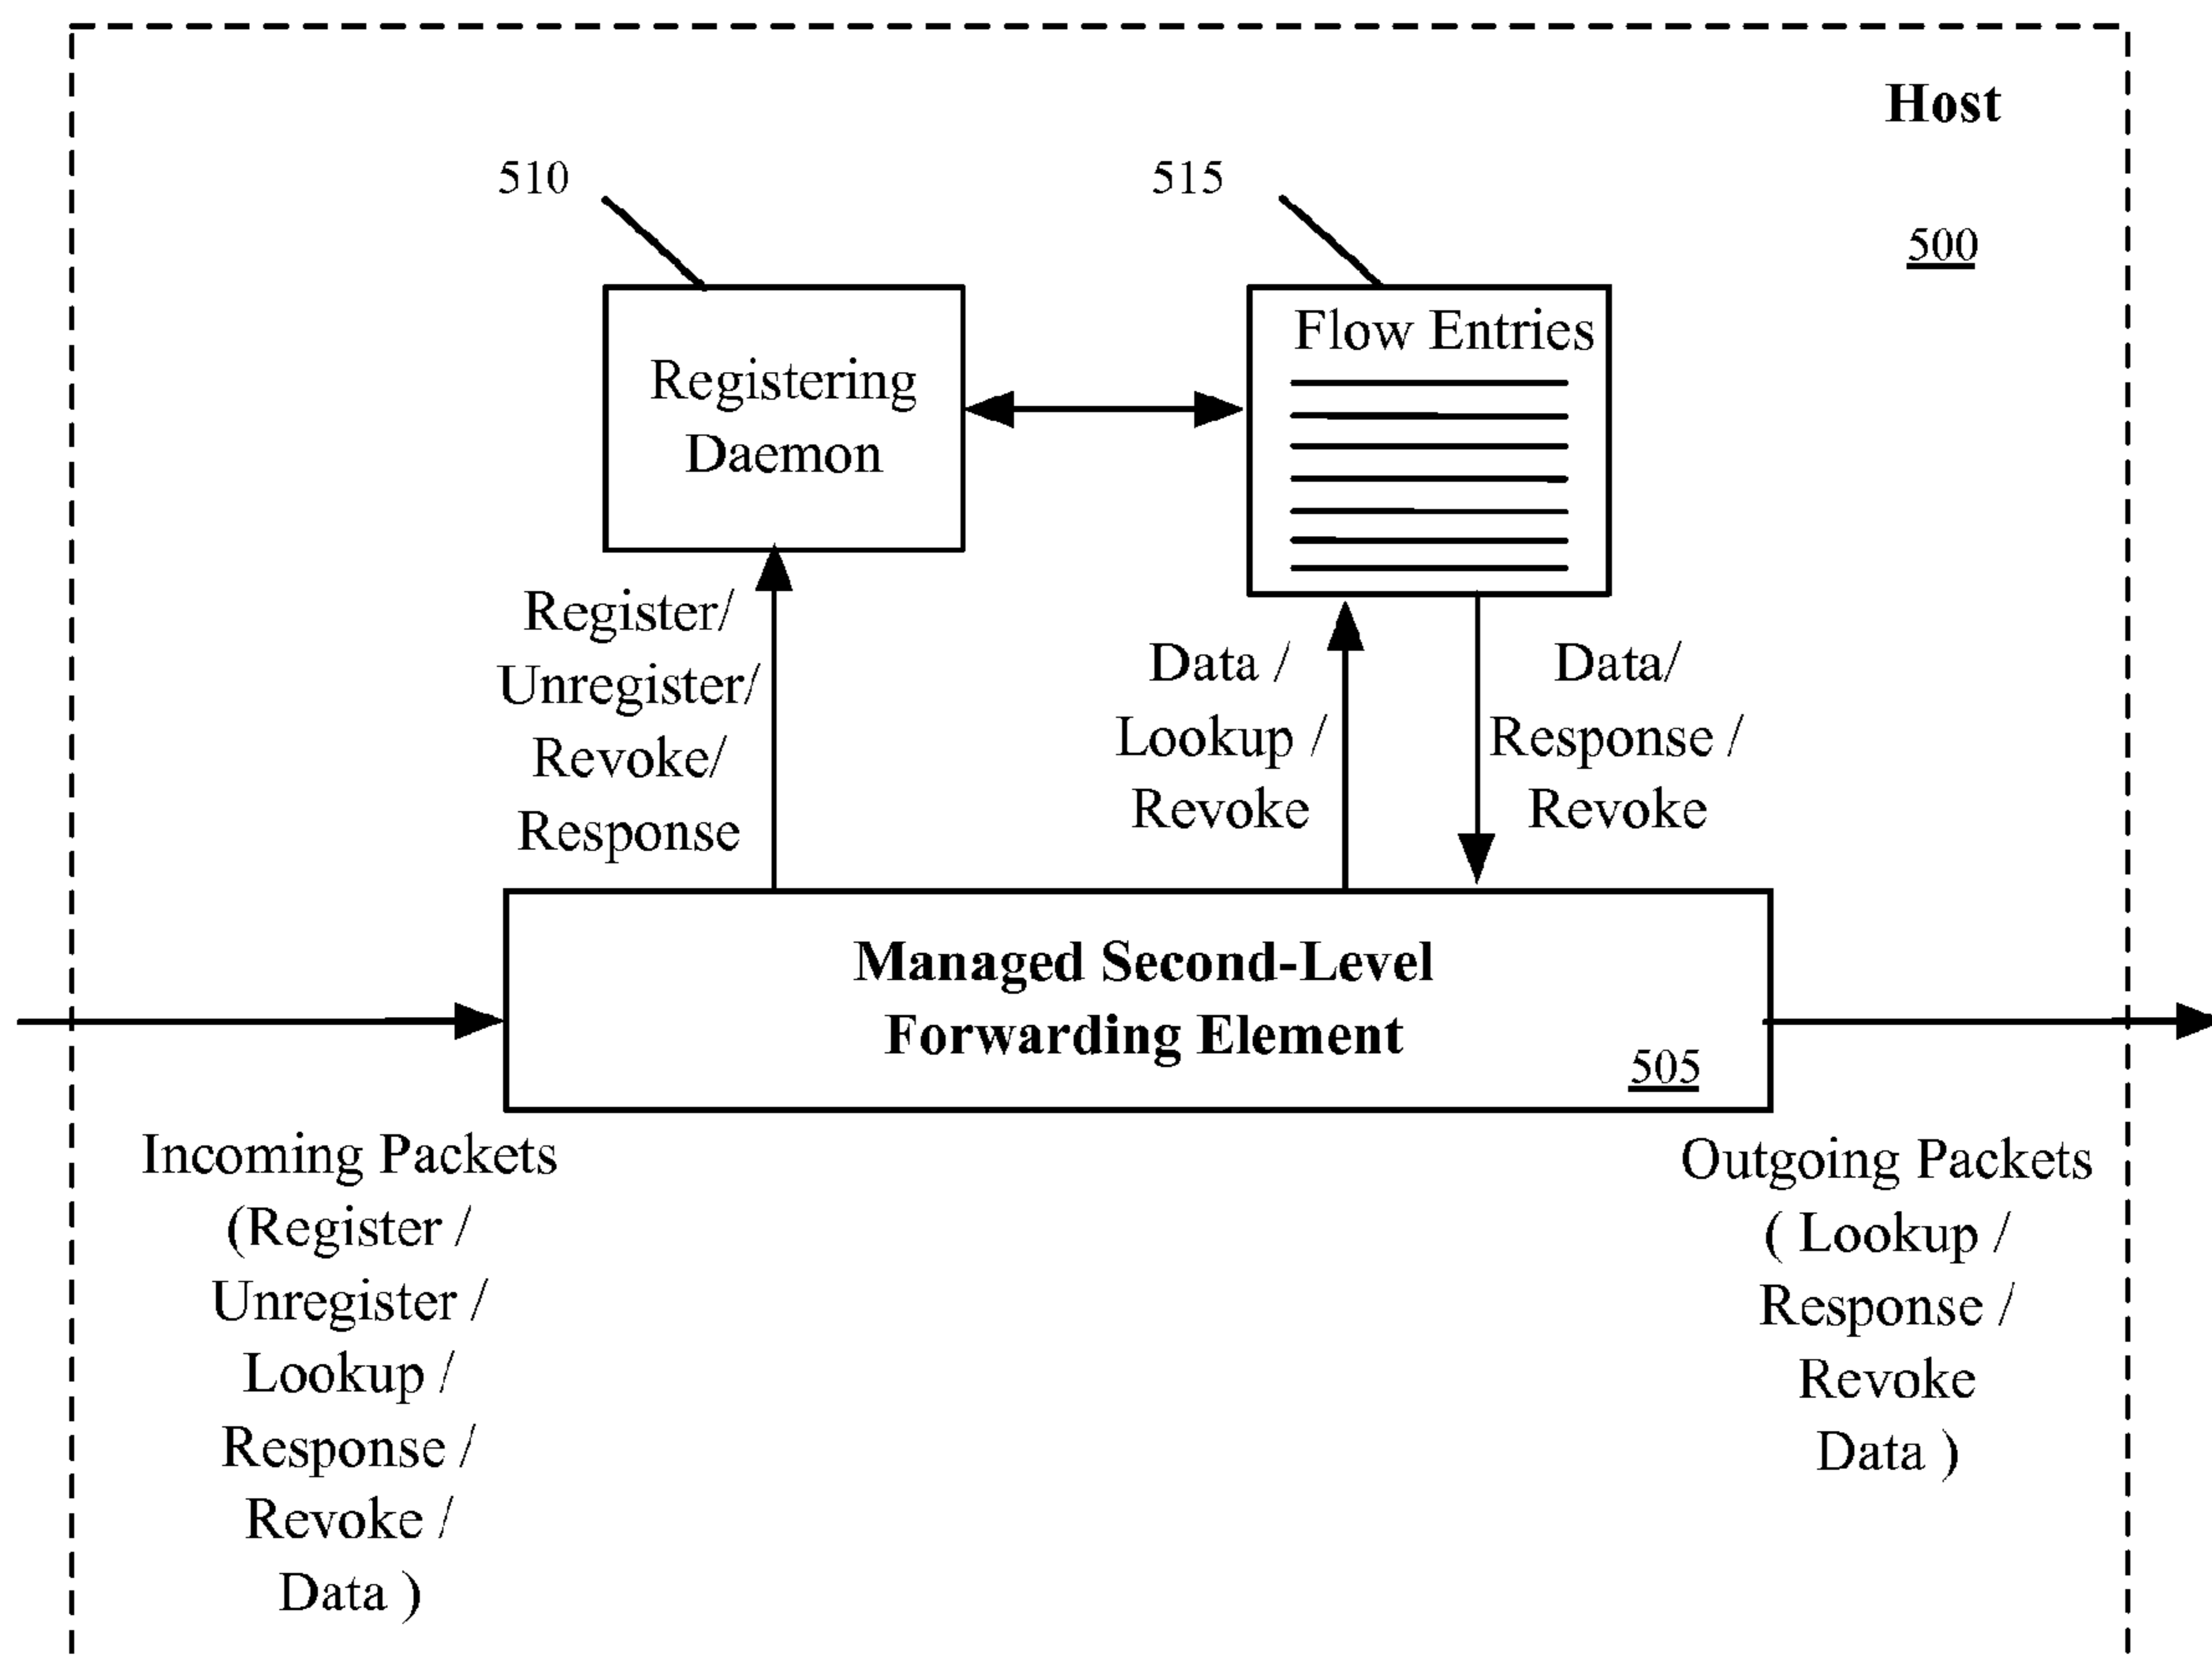 Host
510
515
500
Flow Entries
Registering
Daemon
Register/
Unregister/
Revoke/
Response
Data /
Lookup /
Revoke
Data/
Response /
Revoke
Managed Second-Level
Forwarding Element
505
Incoming Packets
(Register /
Unregister /
Lookup /
Response /
Revoke /
Data )
Outgoing Packets
( Lookup /
Response /
Revoke
Data )